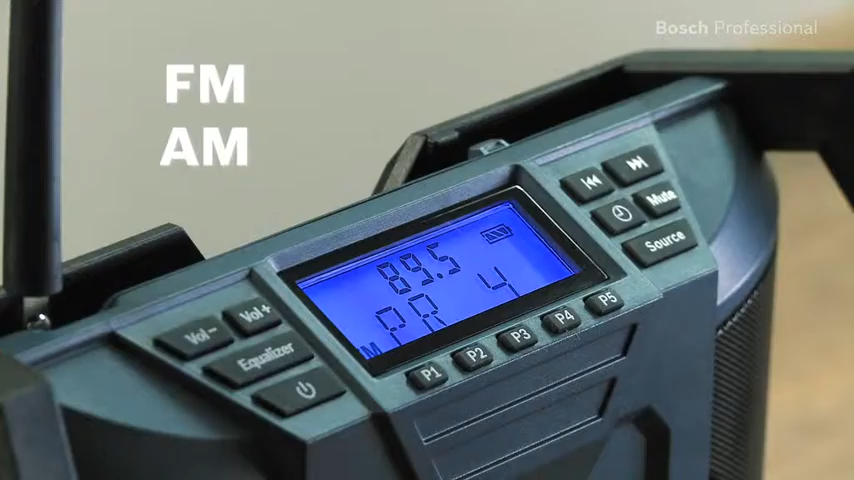 Bosch Professional
FM
AM
89.5
PR 4
M
Vol-
Vol+
Equalizer
P1
P2
P3
P4
P5
Mute
Source